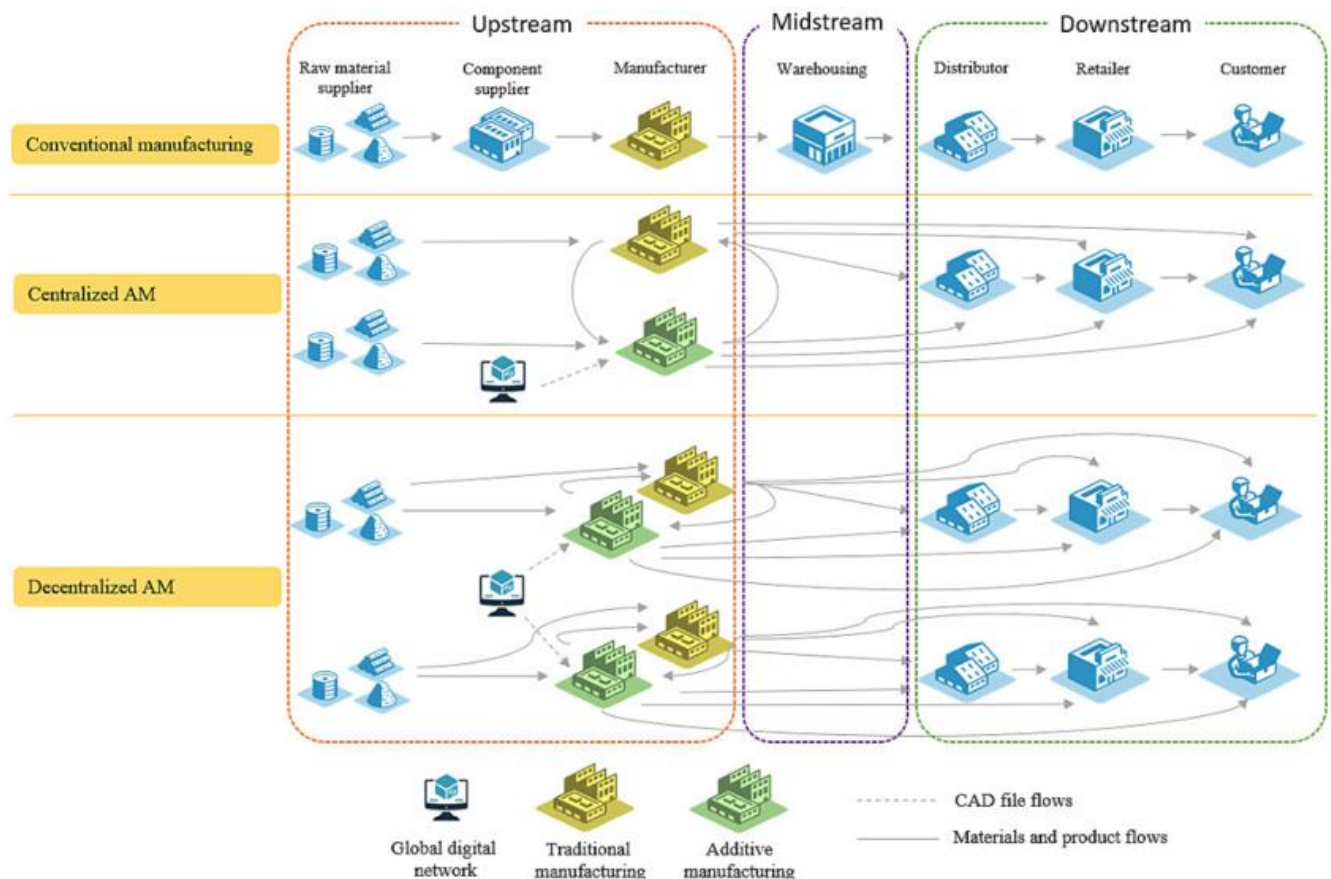 Upstream
Midstream
Downstream
Raw material
supplier
Component
supplier
Manufacturer
Warehousing
Distributor
Retailer
Customer
Conventional manufacturing
Centralized AM
Decentralized AM
Global digital
network
Traditional
manufacturing
Additive
manufacturing
CAD file flows
Materials and product flows